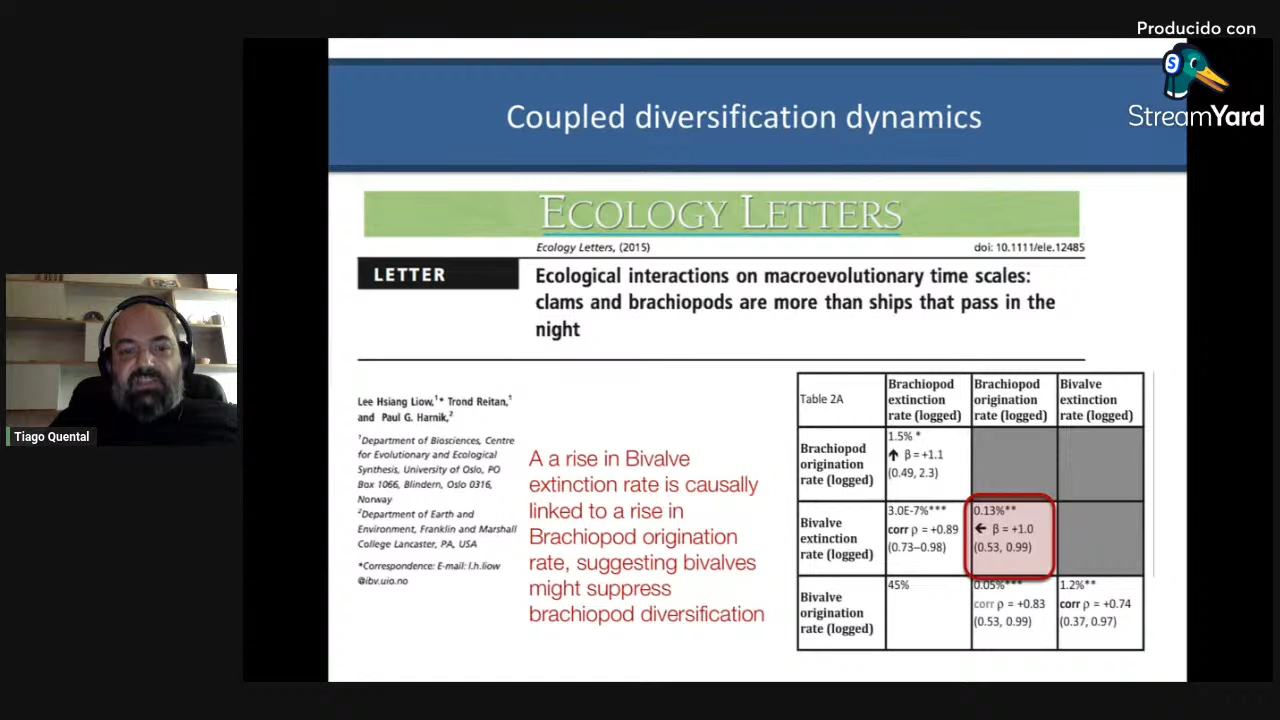 Producido con
StreamYard
Coupled diversification dynamics
ECOLOGY LETTERS
Ecology Letters, (2015)
doi: 10.1111/ele.12485
LETTER
Ecological interactions on macroevolutionary time scales:
clams and brachiopods are more than ships that pass in the
night
Lee Hsiang Liow,1* Trond Reitan,1
and Paul G. Harnik,2
1Department of Biosciences, Centre
for Evolutionary and Ecological
Synthesis, University of Oslo, PO
Box 1066, Blindern, Oslo 0316,
Norway
2Department of Earth and
Environment, Franklin and Marshall
College Lancaster, PA, USA
*Correspondence: E-mail: l.h.liow
@ibv.uio.no
A a rise in Bivalve
extinction rate is causally
linked to a rise in
Brachiopod origination
rate, suggesting bivalves
might suppress
brachiopod diversification
Table 2A
Brachiopod
extinction
rate (logged)
Brachiopod
origination
rate (logged)
Bivalve
extinction
rate (logged)
Brachiopod
origination
rate (logged)
1.5% *
↑ β = +1.1
(0.49, 2.3)
Bivalve
extinction
rate (logged)
3.0E-7%***
corr ρ = +0.89
(0.73–0.98)
0.13%**
← β = +1.0
(0.53, 0.99)
Bivalve
origination
rate (logged)
45%
0.05%***
corr ρ = +0.83
(0.53, 0.99)
1.2%**
corr ρ = +0.74
(0.37, 0.97)
Tiago Quental